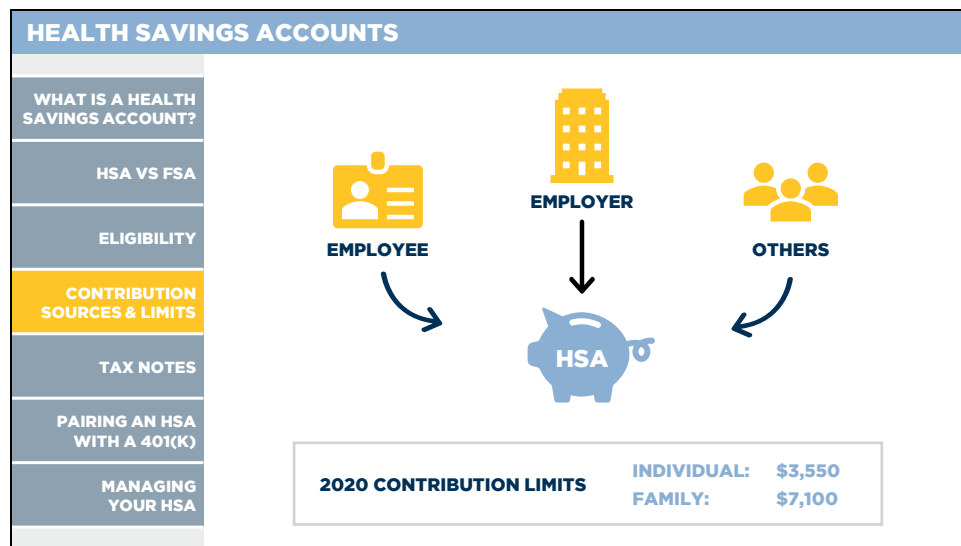 HEALTH SAVINGS ACCOUNTS
WHAT IS A HEALTH
SAVINGS ACCOUNT?
HSA VS FSA
ELIGIBILITY
CONTRIBUTION
SOURCES & LIMITS
TAX NOTES
PAIRING AN HSA
WITH A 401(K)
MANAGING
YOUR HSA
EMPLOYEE
EMPLOYER
OTHERS
HSA
2020 CONTRIBUTION LIMITS
INDIVIDUAL: $3,550
FAMILY: $7,100